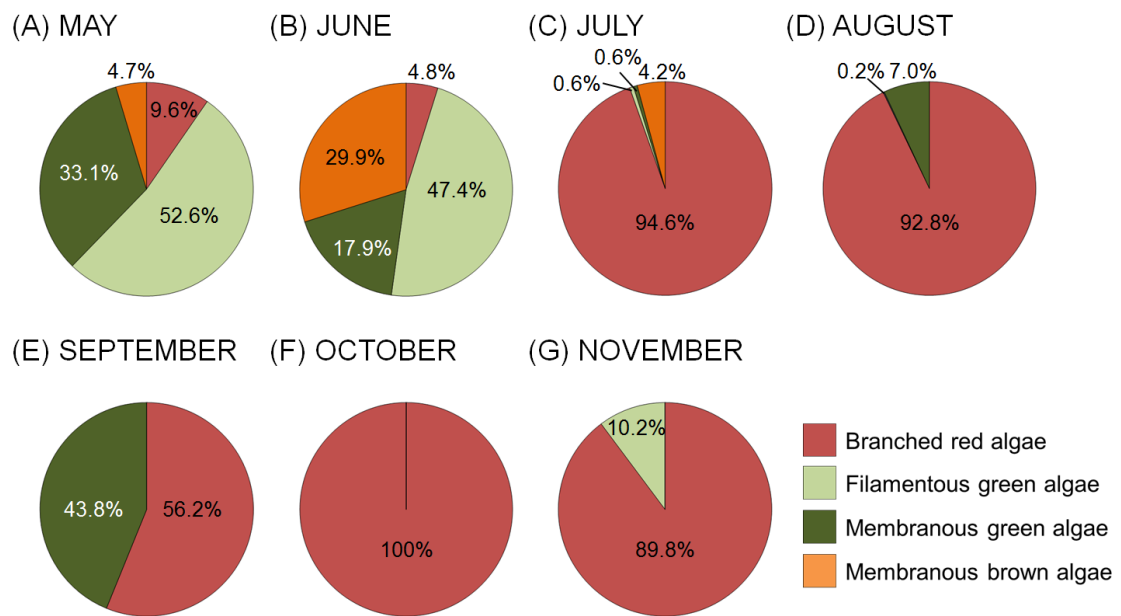 (A) MAY
4.7%
9.6%
33.1%
52.6%
(B) JUNE
4.8%
29.9%
47.4%
17.9%
(C) JULY
0.6%
0.6%
4.2%
94.6%
(D) AUGUST
0.2%
7.0%
92.8%
(E) SEPTEMBER
43.8%
56.2%
(F) OCTOBER
100%
(G) NOVEMBER
10.2%
89.8%
Branched red algae
Filamentous green algae
Membranous green algae
Membranous brown algae